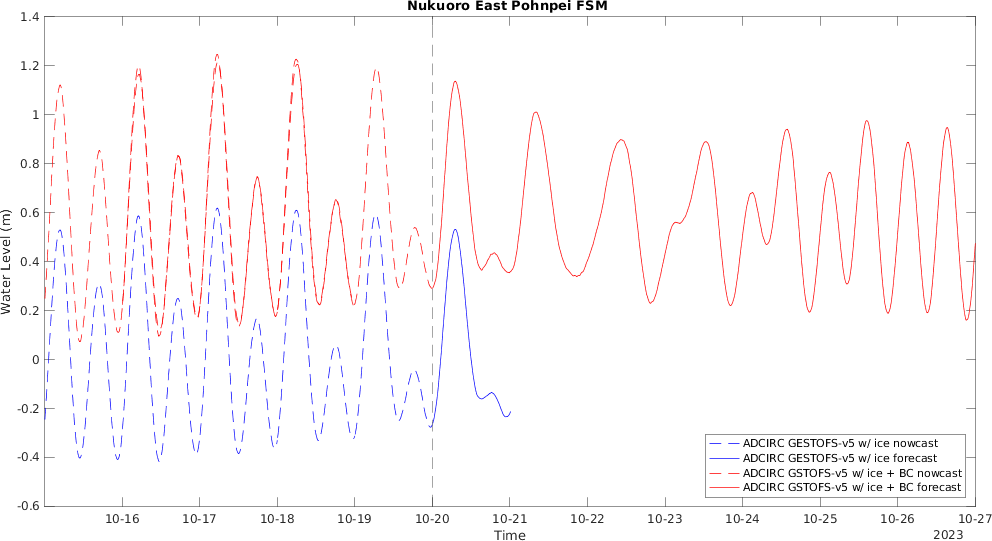 Nukuoro East Pohnpei FSM
1.4
1.2
1
0.8
0.6
0.4
0.2
0
-0.2
-0.4
-0.6
Water Level (m)
ADCIRC GESTOFS-v5 w/ ice nowcast
ADCIRC GESTOFS-v5 w/ ice forecast
ADCIRC GSTOFS-v5 w/ ice + BC nowcast
ADCIRC GSTOFS-v5 w/ ice + BC forecast
10-16 10-17 10-18 10-19 10-20 10-21 10-22 10-23 10-24 10-25 10-26 10-27
Time
2023